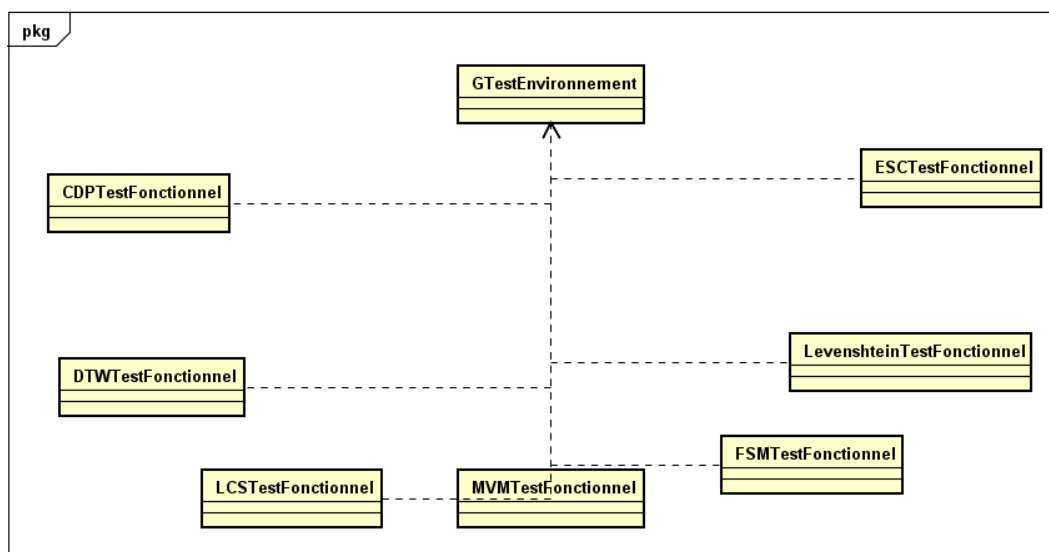 pkg
GTestEnvironnement
ESCTestFonctionnel
CDPTestFonctionnel
LevenshteinTestFonctionnel
DTWTestFonctionnel
FSMTestFonctionnel
LCSTestFonctionnel
MVMTestFonctionnel